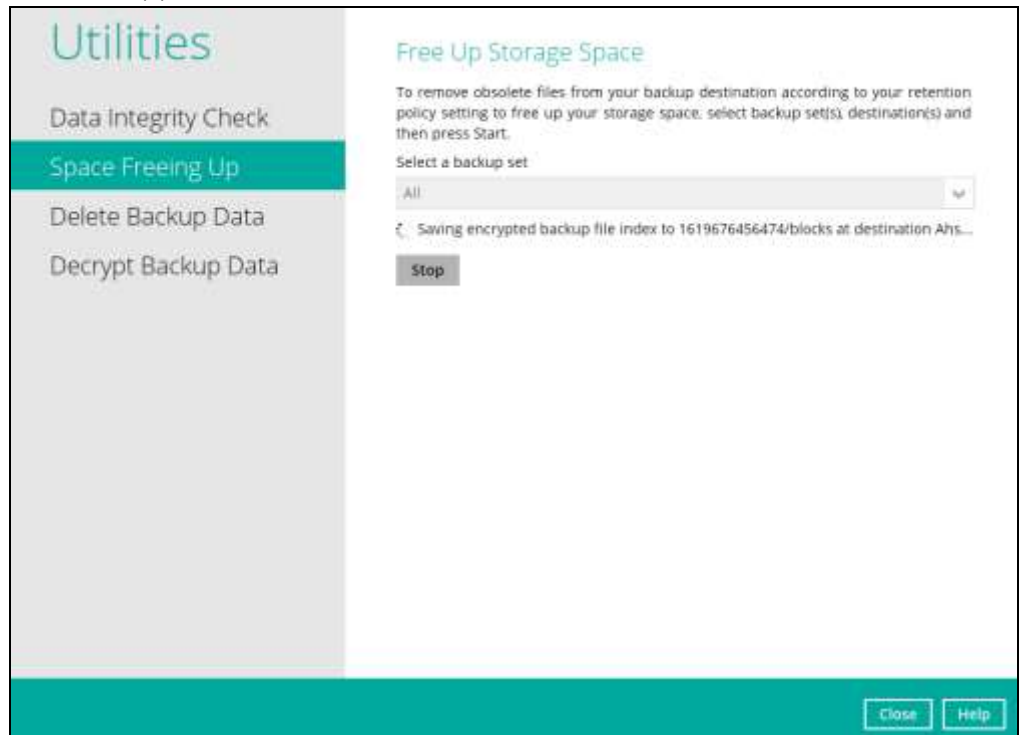 Utilities
Data Integrity Check
Space Freeing Up
Delete Backup Data
Decrypt Backup Data
Free Up Storage Space
To remove obsolete files from your backup destination according to your retention
policy setting to free up your storage space, select backup set(s), destination(s) and
then press Start.
Select a backup set
All
Saving encrypted backup file index to 1619676456474/blocks at destination Ahs...
Stop
Close
Help